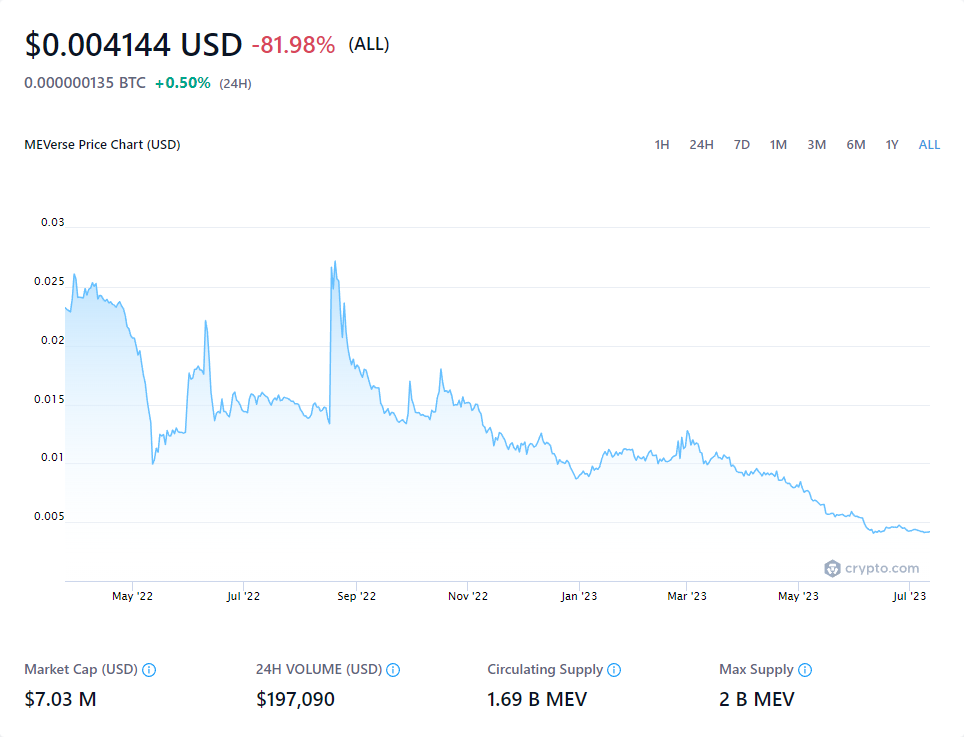 $0.004144 USD -81.98% (ALL)
0.000000135 BTC +0.50% (24H)
MEVerse Price Chart (USD) 1H 24H 7D 1M 3M 6M 1Y ALL
0.03
0.025
0.02
0.015
0.01
0.005
crypto.com
May '22 Jul '22 Sep '22 Nov '22 Jan '23 Mar '23 May '23 Jul '23
Market Cap (USD) 24H VOLUME (USD) Circulating Supply Max Supply
$7.03 M $197,090 1.69 B MEV 2 B MEV